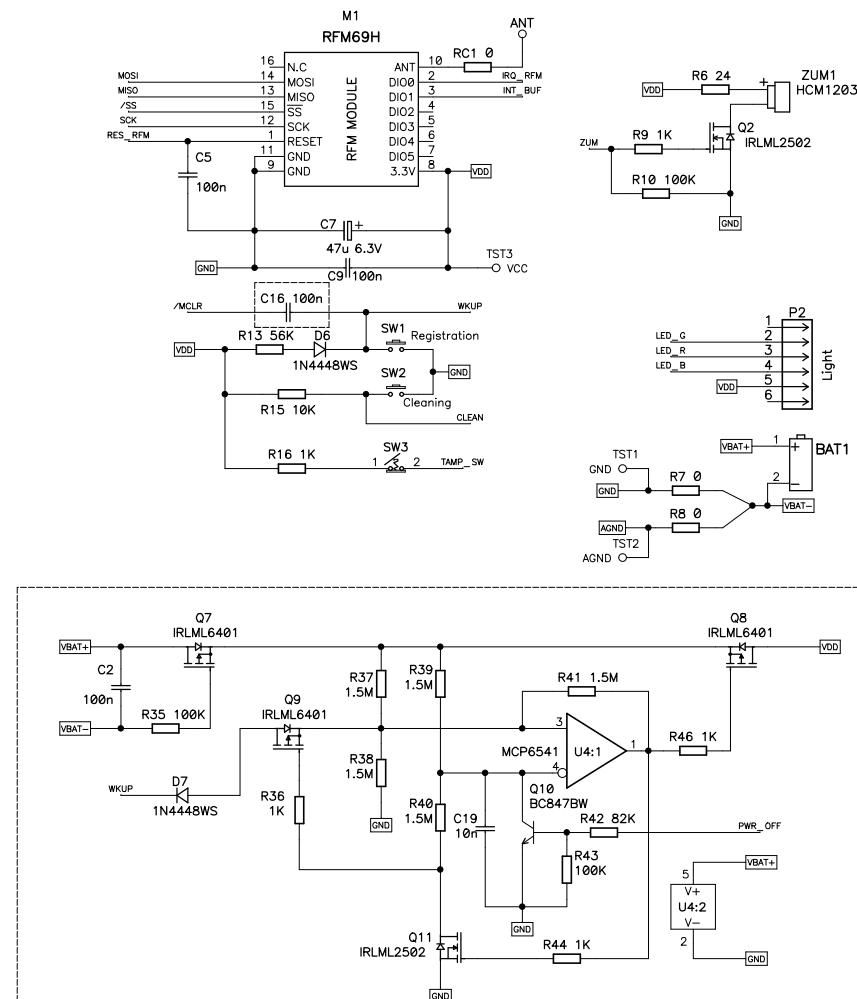 M1
RFM69H
RFM MODULE
16 N.C
14 MOSI
13 MISO
15 SS
12 SCK
1 RESET
11 GND
9 GND
ANT 10
DIO0 2
DIO1 3
DIO2 4
DIO3 5
DIO4 6
DIO5 7
3.3V 8
MOSI
MISO
/SS
SCK
RES_RFM
RC1 0
ANT
IRQ_RFM
INT_BUF
C5
100n
VDD
C7 +
47u 6.3V
GND
C9 100n
TST3
VCC
R6 24
VDD
+
ZUM1
HCM1203
Q2
IRLML2502
ZUM
R9 1K
R10 100K
GND
/MCLR
C16 100n
WKUP
SW1
Registration
R13 56K
D6
1N4448WS
VDD
GND
SW2
Cleaning
R15 10K
CLEAN
SW3
R16 1K
1 2
TAMP_SW
P2
1
2
3
4
5
6
Light
LED_G
LED_R
LED_B
VDD
VBAT+
1
+
BAT1
2
-
TST1
GND
GND
R7 0
VBAT-
AGND
R8 0
TST2
AGND
Q7
IRLML6401
Q8
IRLML6401
VBAT+
VDD
C2
100n
R37
1.5M
R39
1.5M
R41 1.5M
Q9
IRLML6401
VBAT-
R35 100K
3
MCP6541
U4:1
1
4
R46 1K
R38
1.5M
D7
1N4448WS
WKUP
R36
1K
R40
1.5M
C19
10n
Q10
BC847BW
R42 82K
PWR_OFF
GND
R43
100K
VBAT+
5
V+
U4:2
V-
2
GND
GND
Q11
IRLML2502
R44 1K
GND